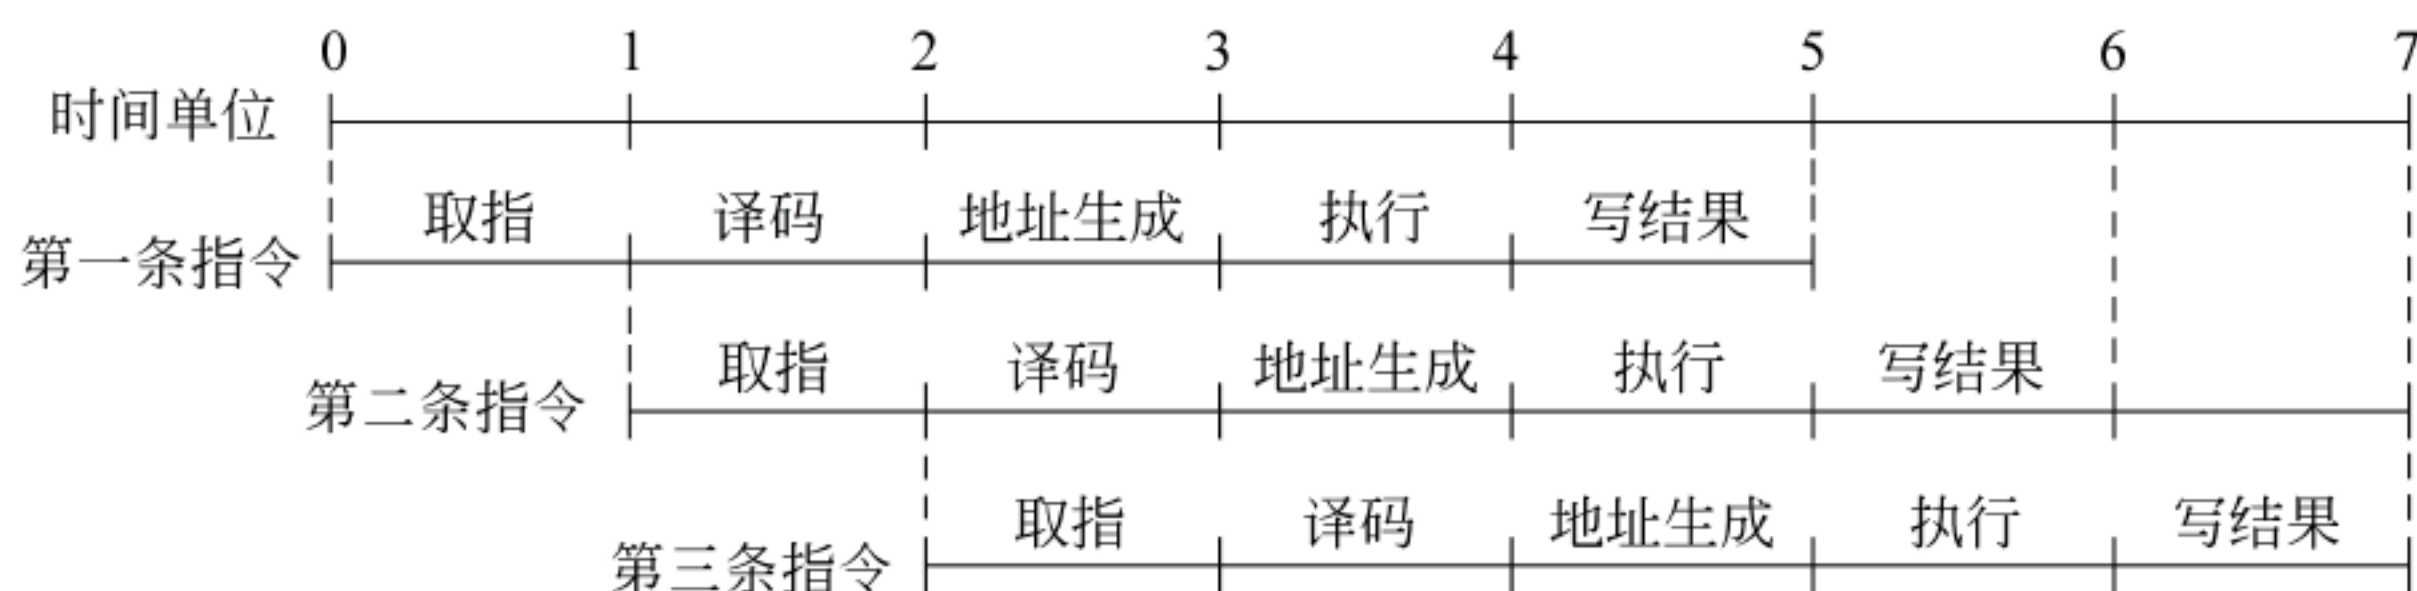 0 1 2 3 4 5 6 7
时间单位
取指 译码 地址生成 执行 写结果
第一条指令
取指 译码 地址生成 执行 写结果
第二条指令
取指 译码 地址生成 执行 写结果
第三条指令